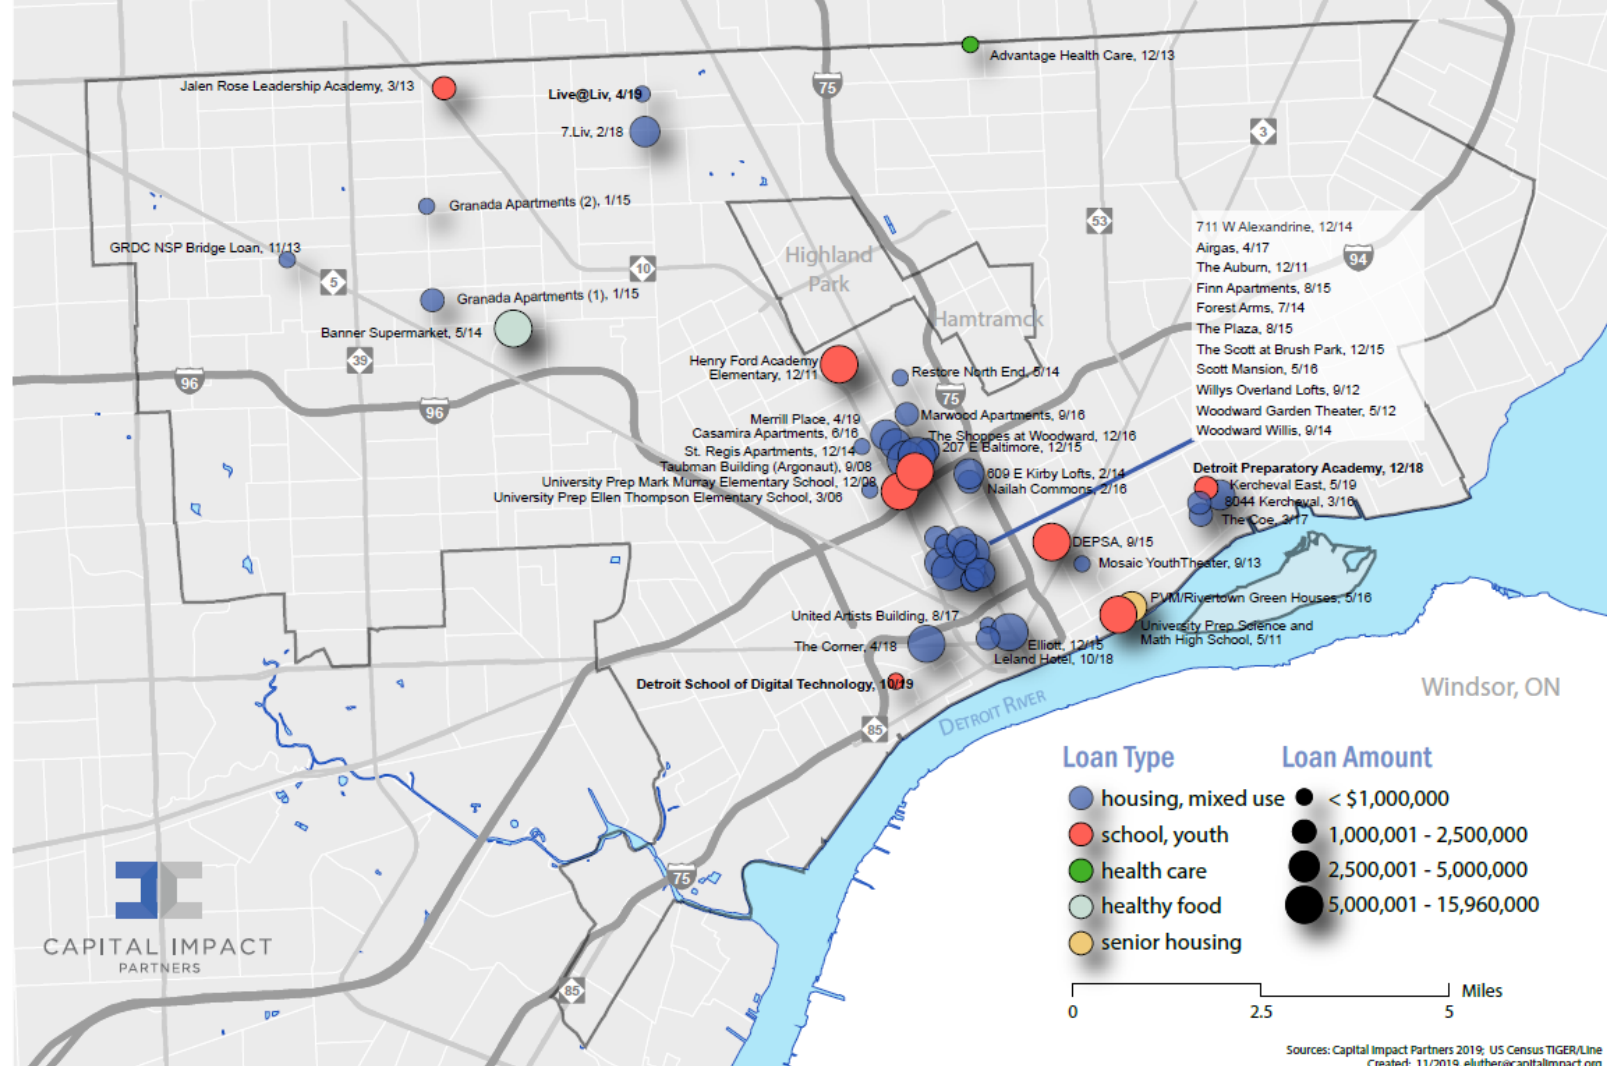 Advantage Health Care, 12/13
75
Jalen Rose Leadership Academy, 3/13
Live@Liv, 4/19
7.Liv, 2/18
3
Granada Apartments (2), 1/15
53
711 W Alexandrine, 12/14
Airgas, 4/17
The Auburn, 12/11
Finn Apartments, 8/15
Forest Arms, 7/14
The Plaza, 8/15
The Scott at Brush Park, 12/15
Scott Mansion, 5/16
Willys Overland Lofts, 9/12
Woodward Garden Theater, 5/12
Woodward Willis, 9/14
94
GRDC NSP Bridge Loan, 11/13
Highland
Park
10
5
Granada Apartments (1), 1/15
Hamtramck
Banner Supermarket, 5/14
39
Henry Ford Academy
Elementary, 12/11
Restore North End, 5/14
96
96
75
Marwood Apartments, 9/16
Merrill Place, 4/19
Casamira Apartments, 6/16
The Shoppes at Woodward, 12/16
207 E Baltimore, 12/15
St. Regis Apartments, 12/14
Taubman Building (Argonaut), 9/08
University Prep Mark Murray Elementary School, 12/08
University Prep Ellen Thompson Elementary School, 3/06
609 E Kirby Lofts, 2/14
Nailah Commons, 2/16
Detroit Preparatory Academy, 12/18
Kercheval East, 5/19
8044 Kercheval, 3/16
The Coe, 3/17
DEPSA, 9/15
Mosaic YouthTheater, 9/13
PVM/Rivertown Green Houses, 5/16
University Prep Science and
Math High School, 5/11
United Artists Building, 8/17
The Corner, 4/18
Elliott, 12/15
Leland Hotel, 10/18
Detroit School of Digital Technology, 10/19
85
DETROIT RIVER
Windsor, ON
Loan Type
housing, mixed use
school, youth
health care
healthy food
senior housing
Loan Amount
< $1,000,000
1,000,001 - 2,500,000
2,500,001 - 5,000,000
5,000,001 - 15,960,000
75
CAPITAL IMPACT
PARTNERS
85
Miles
0
2.5
5
Sources: Capital Impact Partners 2019; US Census TIGER/Line
Created: 11/2019 eluther@capitalimpact.org